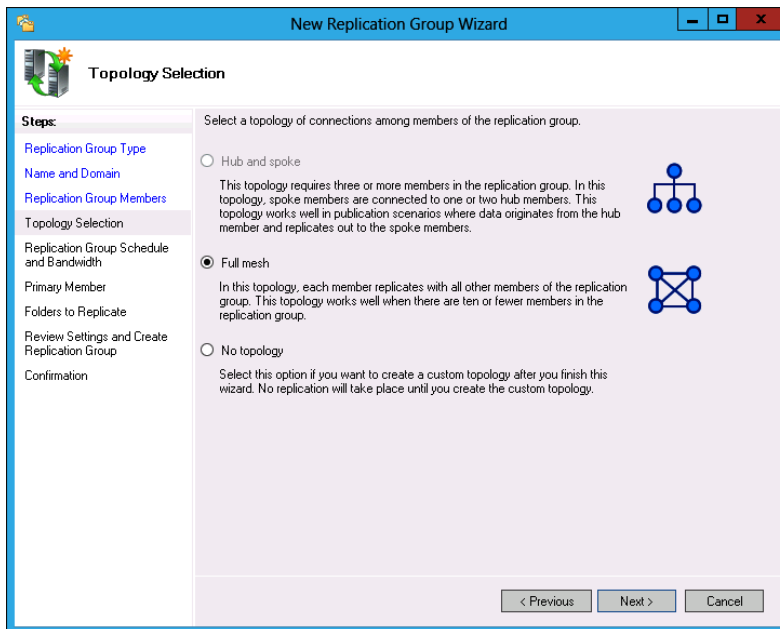 New Replication Group Wizard
Topology Selection
Steps:
Replication Group Type
Name and Domain
Replication Group Members
Topology Selection
Replication Group Schedule
and Bandwidth
Primary Member
Folders to Replicate
Review Settings and Create
Replication Group
Confirmation
Select a topology of connections among members of the replication group.
Hub and spoke
This topology requires three or more members in the replication group. In this
topology, spoke members are connected to one or two hub members. This
topology works well in publication scenarios where data originates from the hub
member and replicates out to the spoke members.
Full mesh
In this topology, each member replicates with all other members of the replication
group. This topology works well when there are ten or fewer members in the
replication group.
No topology
Select this option if you want to create a custom topology after you finish this
wizard. No replication will take place until you create the custom topology.
< Previous
Next >
Cancel